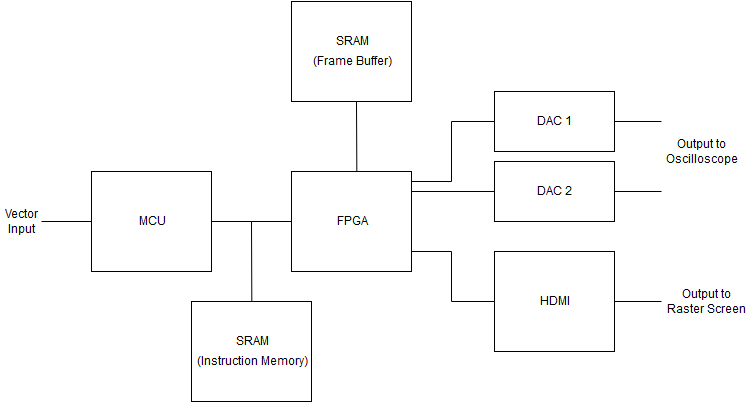 SRAM
(Frame Buffer)
DAC 1
Output to
Oscilloscope
DAC 2
Vector
Input
MCU
FPGA
HDMI
Output to
Raster Screen
SRAM
(Instruction Memory)